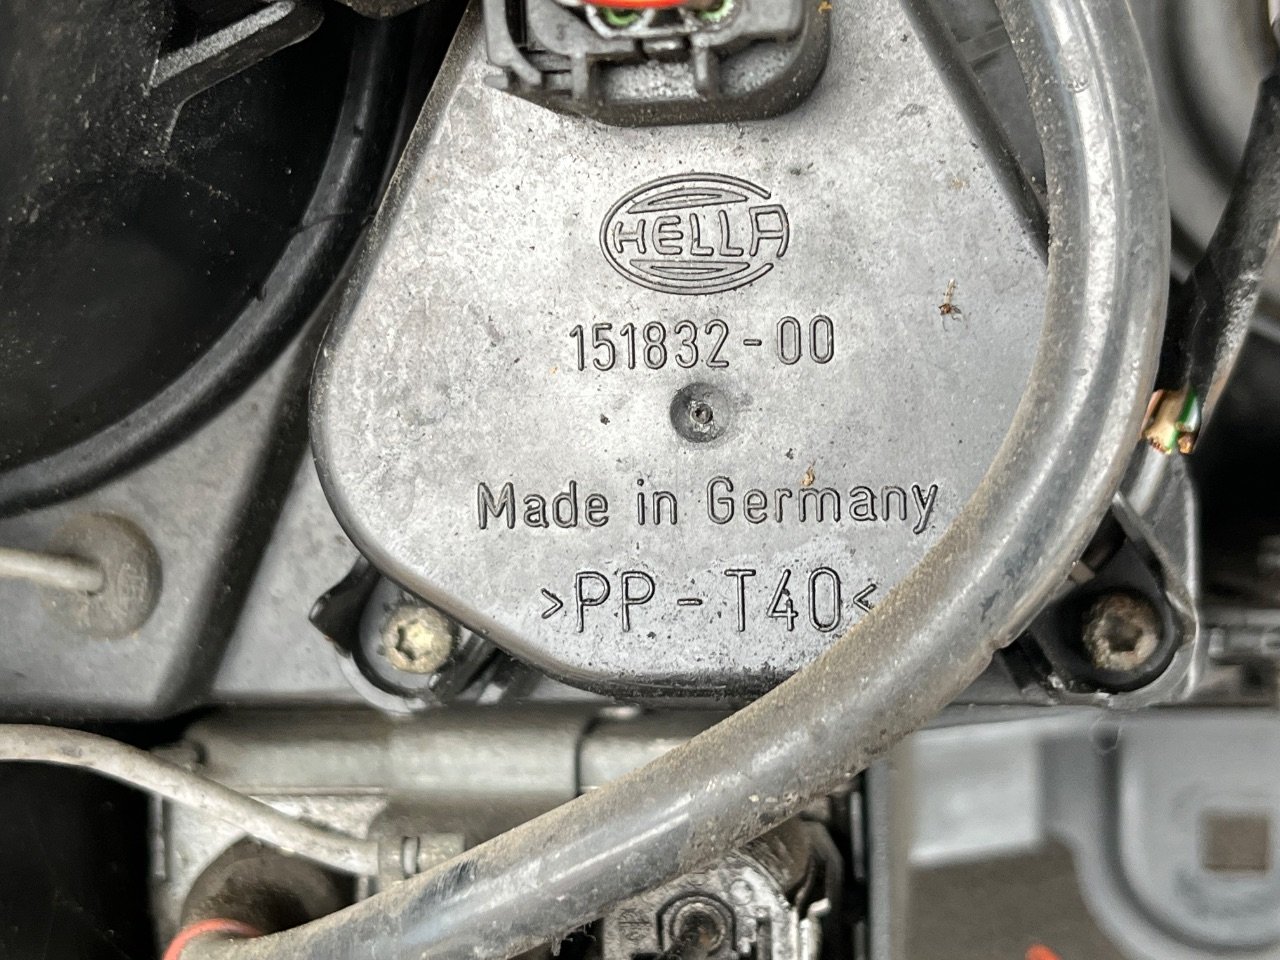 HELLA
151832-00
Made in Germany
>PP-T40<